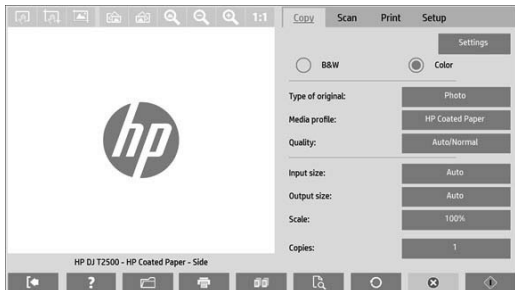 1:1
Copy Scan Print Setup
Settings
B&W Color
Type of original: Photo
Media profile: HP Coated Paper
Quality: Auto/Normal
Input size: Auto
Output size: Auto
Scale: 100%
Copies: 1
hp
HP DJ T2500 - HP Coated Paper - Side
?